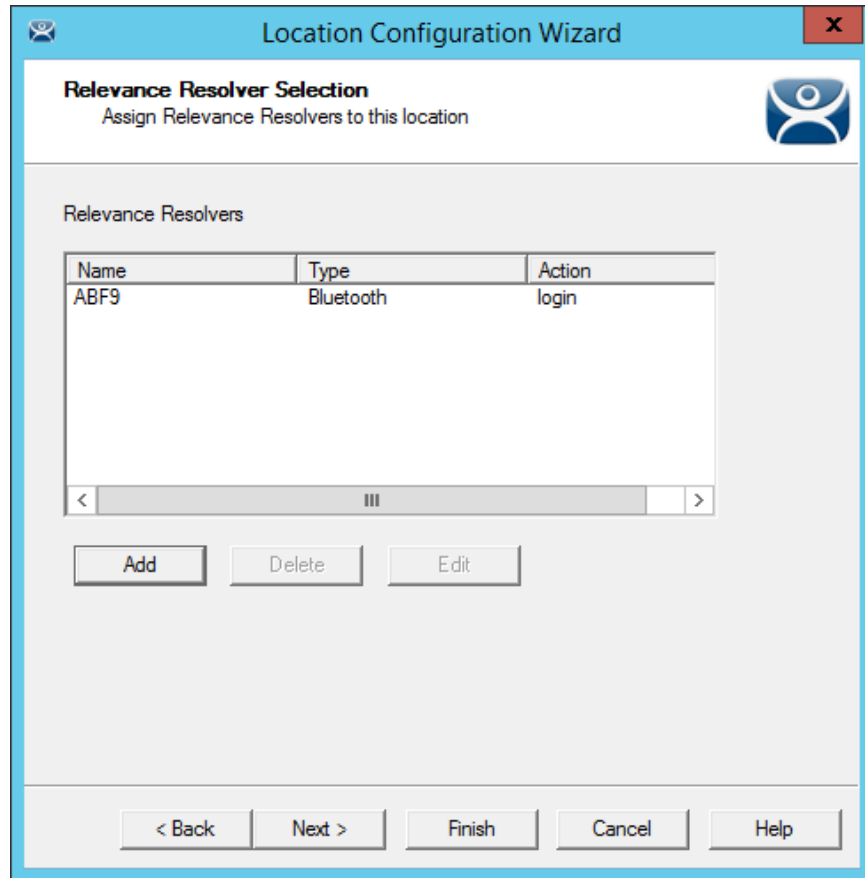 Location Configuration Wizard
x
Relevance Resolver Selection
Assign Relevance Resolvers to this location
Relevance Resolvers
Name Type Action
ABF9 Bluetooth login
Add Delete Edit
< Back Next > Finish Cancel Help